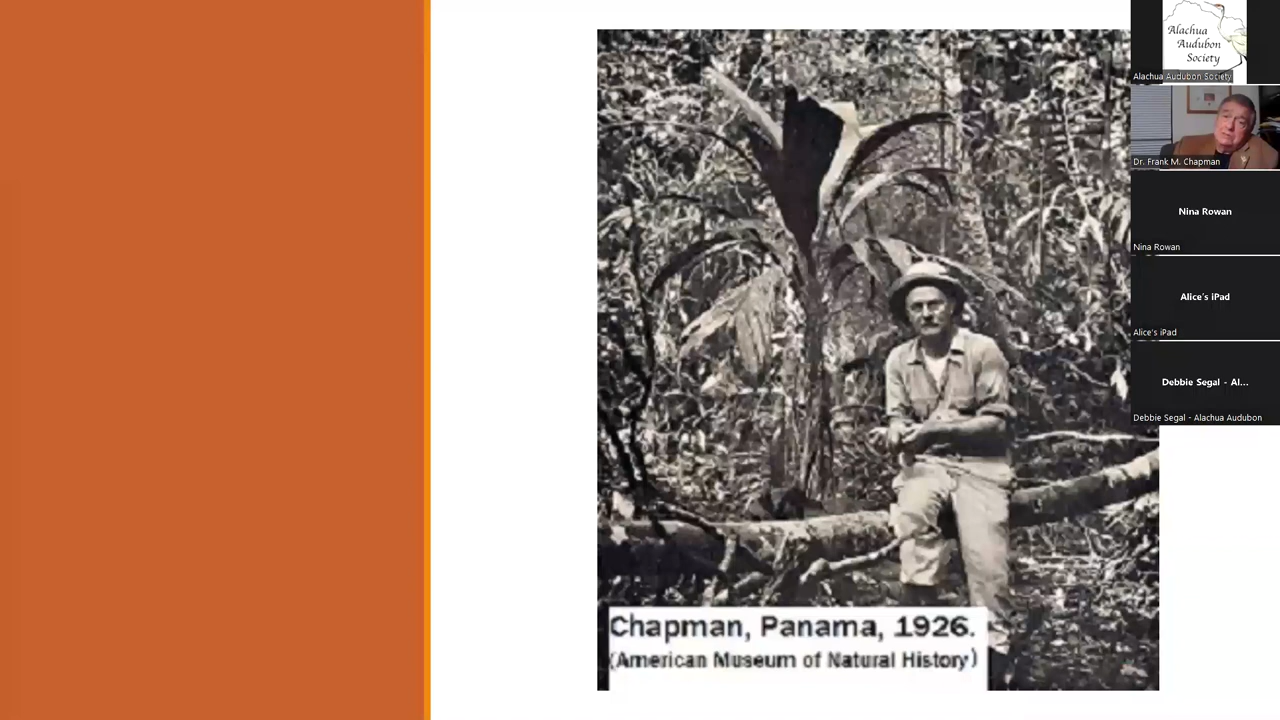 Chapman, Panama, 1926.
(American Museum of Natural History)
Alachua
Audubon
Society
Alachua Audubon Society
Dr. Frank M. Chapman
Nina Rowan
Nina Rowan
Alice's iPad
Alice's iPad
Debbie Segal - Al...
Debbie Segal - Alachua Audubon